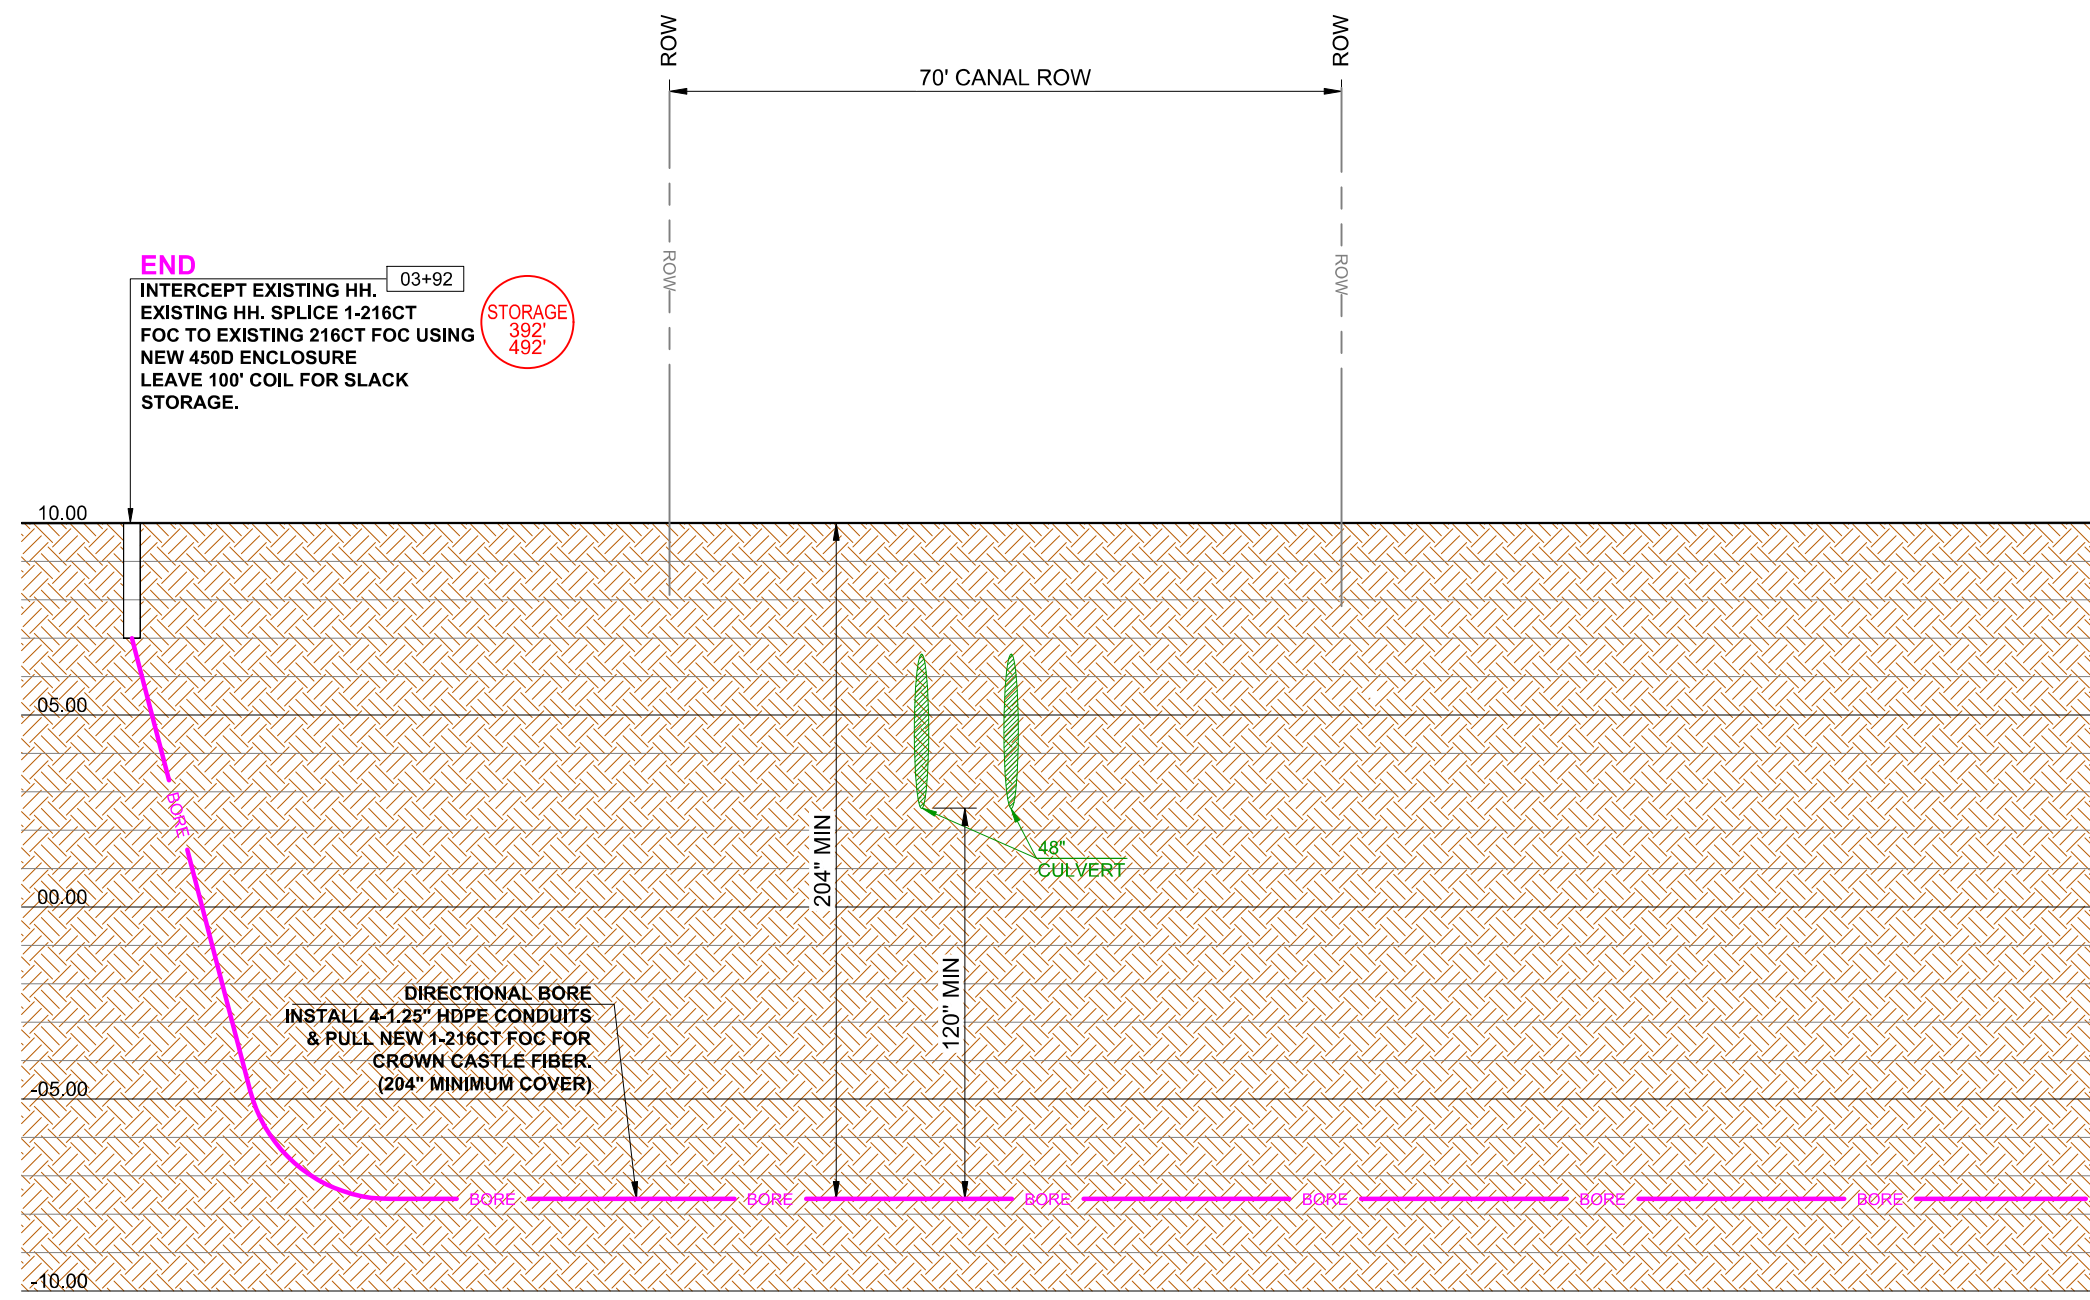 ROW
ROW
70' CANAL ROW
ROW
ROW
END
03+92
INTERCEPT EXISTING HH.
EXISTING HH. SPLICE 1-216CT
FOC TO EXISTING 216CT FOC USING
NEW 450D ENCLOSURE
LEAVE 100' COIL FOR SLACK
STORAGE.
STORAGE
392'
492'
10.00
05.00
BORE
204" MIN
48"
CULVERT
00.00
120" MIN
DIRECTIONAL BORE
INSTALL 4-1.25" HDPE CONDUITS
& PULL NEW 1-216CT FOC FOR
CROWN CASTLE FIBER.
(204" MINIMUM COVER)
-05.00
BORE BORE BORE BORE BORE BORE
-10.00